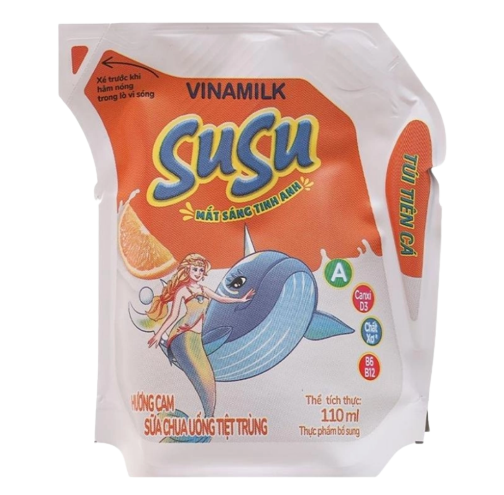 Xé trước khi
hâm nóng
trong lò vi sóng
VINAMILK
SuSu
MẮT SÁNG TINH ANH
TÚI TIÊN CÁ
A
Canxi
D3
Chất
Xơ*
B6
B12
HƯƠNG CAM
SỮA CHUA UỐNG TIỆT TRÙNG
Thể tích thực:
110 ml
Thực phẩm bổ sung